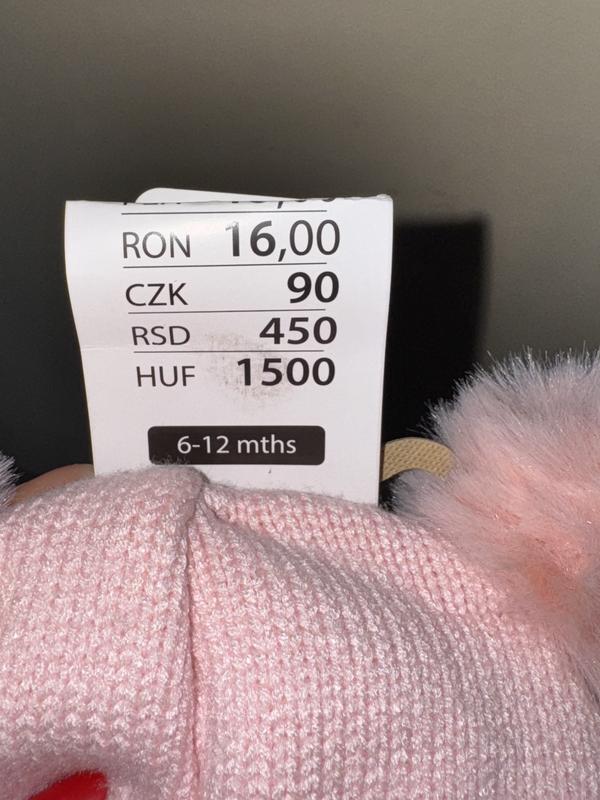 RON 16,00
CZK 90
RSD 450
HUF 1500
6-12 mths